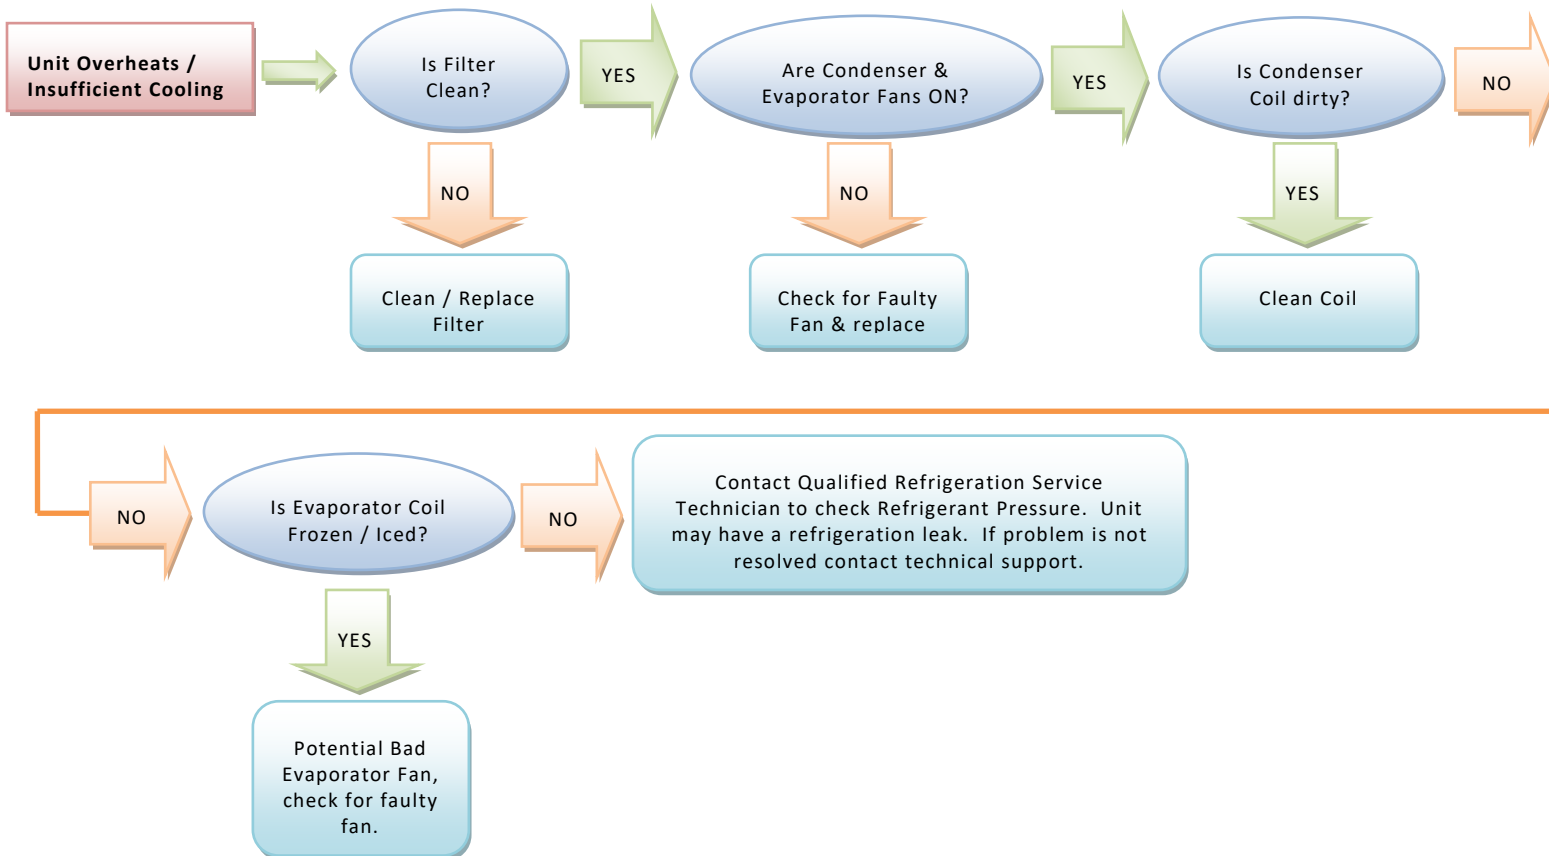 Unit Overheats /
Insufficient Cooling
Is Filter
Clean?
YES
Are Condenser &
Evaporator Fans ON?
YES
Is Condenser
Coil dirty?
NO
NO
NO
YES
Clean / Replace
Filter
Check for Faulty
Fan & replace
Clean Coil
NO
Is Evaporator Coil
Frozen / Iced?
NO
Contact Qualified Refrigeration Service
Technician to check Refrigerant Pressure.  Unit
may have a refrigeration leak.  If problem is not
resolved contact technical support.
YES
Potential Bad
Evaporator Fan,
check for faulty
fan.